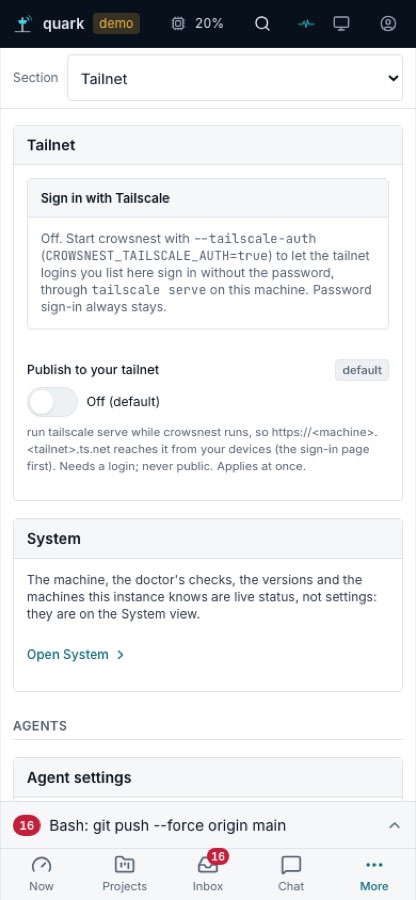 quark demo 20%
Section Tailnet
Tailnet
Sign in with Tailscale
Off. Start crowsnest with --tailscale-auth
(CROWSNEST_TAILSCALE_AUTH=true) to let the tailnet
logins you list here sign in without the password,
through tailscale serve on this machine. Password
sign-in always stays.
Publish to your tailnet default
Off (default)
run tailscale serve while crowsnest runs, so https://<machine>.
<tailnet>.ts.net reaches it from your devices (the sign-in page
first). Needs a login; never public. Applies at once.
System
The machine, the doctor's checks, the versions and the
machines this instance knows are live status, not settings:
they are on the System view.
Open System
AGENTS
Agent settings
16 Bash: git push --force origin main
16
Now Projects Inbox Chat More